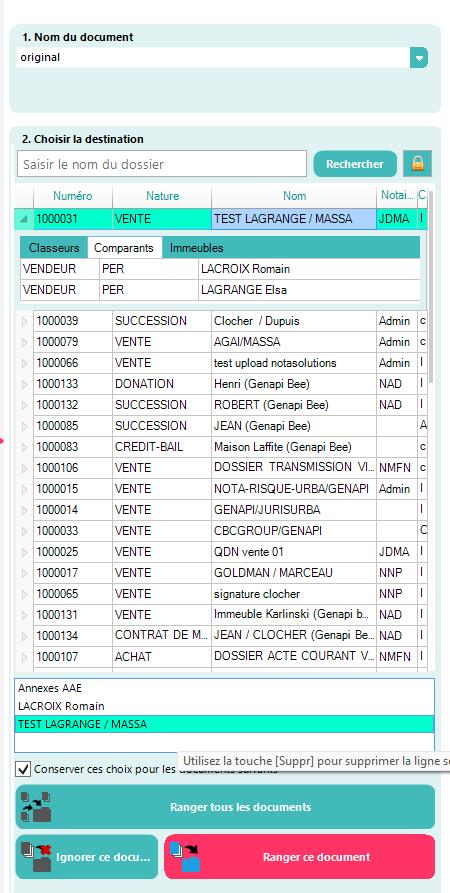 1. Nom du document
original
2. Choisir la destination
Saisir le nom du dossier
Rechercher
Numéro Nature Nom Notai... C
1000031 VENTE TEST LAGRANGE / MASSA JDMA I
Classeurs Comparants Immeubles
VENDEUR PER LACROIX Romain
VENDEUR PER LAGRANGE Elsa
1000039 SUCCESSION Clocher / Dupuis Admin c
1000079 VENTE AGAI/MASSA Admin c
1000066 VENTE test upload notasolutions Admin I
1000133 DONATION Henri (Genapi Bee) NAD I
1000132 SUCCESSION ROBERT (Genapi Bee) NAD I
1000085 SUCCESSION JEAN (Genapi Bee) A
1000083 CREDIT-BAIL Maison Laffite (Genapi Bee) c
1000106 VENTE DOSSIER TRANSMISSION VI... NMFN c
1000015 VENTE NOTA-RISQUE-URBA/GENAPI Admin I
1000014 VENTE GENAPI/JURISURBA I
1000033 VENTE CBCGROUP/GENAPI C
1000025 VENTE QDN vente 01 JDMA I
1000017 VENTE GOLDMAN / MARCEAU NNP I
1000065 VENTE signature clocher NNP I
1000131 VENTE Immeuble Karlinski (Genapi b... NAD I
1000134 CONTRAT DE M... JEAN / CLOCHER (Genapi Be... NAD I
1000107 ACHAT DOSSIER ACTE COURANT V... NMFN I
Annexes AAE
LACROIX Romain
TEST LAGRANGE / MASSA
Utilisez la touche [Suppr] pour supprimer la ligne s
Conserver ces choix pour les documents suivants
Ranger tous les documents
Ignorer ce docu... Ranger ce document